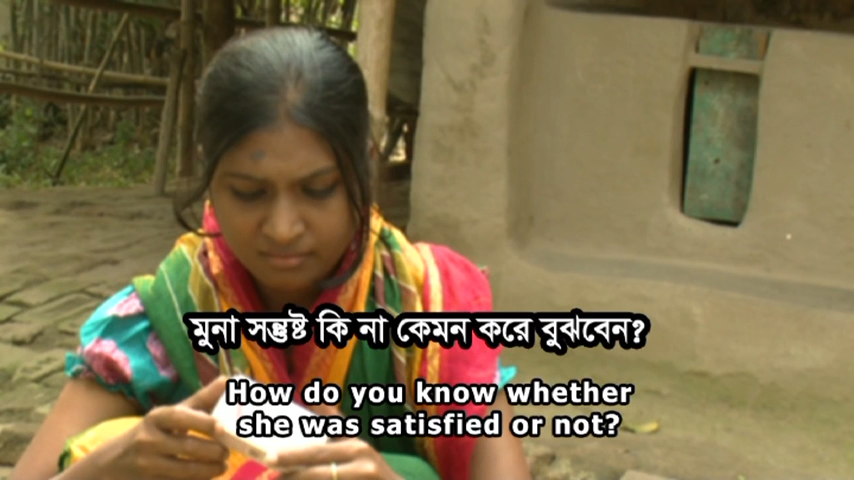 মুনা সন্তুষ্ট কি না কেমন করে বুঝবেন?
How do you know whether
she was satisfied or not?